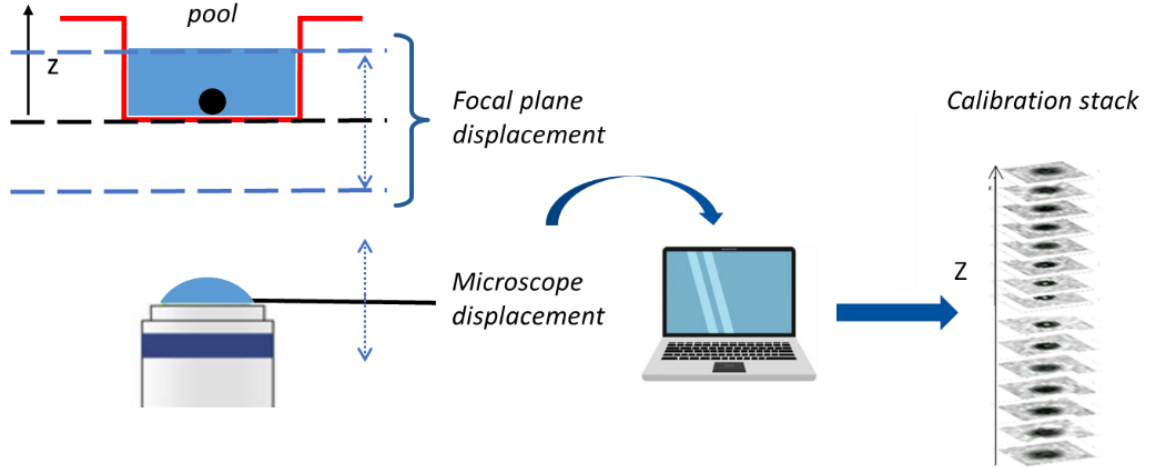 pool
Z
Focal plane
displacement
Calibration stack
Microscope
displacement
Z